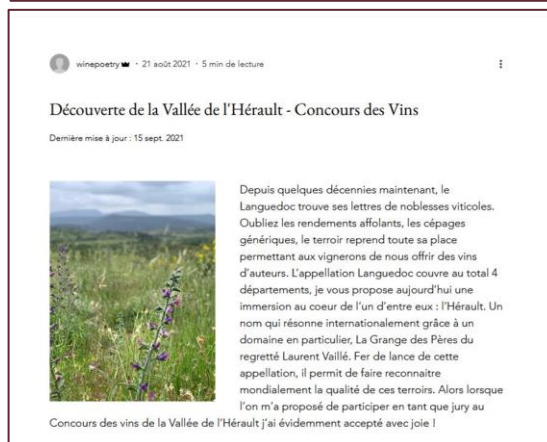 winepoetry · 21 août 2021 · 5 min de lecture
Découverte de la Vallée de l'Hérault - Concours des Vins
Dernière mise à jour : 15 sept. 2021
Depuis quelques décennies maintenant, le
Languedoc trouve ses lettres de noblesses viticoles.
Oubliez les rendements affolants, les cépages
génériques, le terroir reprend toute sa place
permettant aux vignerons de nous offrir des vins
d'auteurs. L'appellation Languedoc couvre au total 4
départements, je vous propose aujourd'hui une
immersion au coeur de l'un d'entre eux : l'Hérault. Un
nom qui résonne internationalement grâce à un
domaine en particulier, La Grange des Pères du
regretté Laurent Vaillé. Fer de lance de cette
appellation, il permit de faire reconnaitre
mondialement la qualité de ces terroirs. Alors lorsque
l'on m'a proposé de participer en tant que jury au
Concours des vins de la Vallée de l'Hérault j'ai évidemment accepté avec joie !